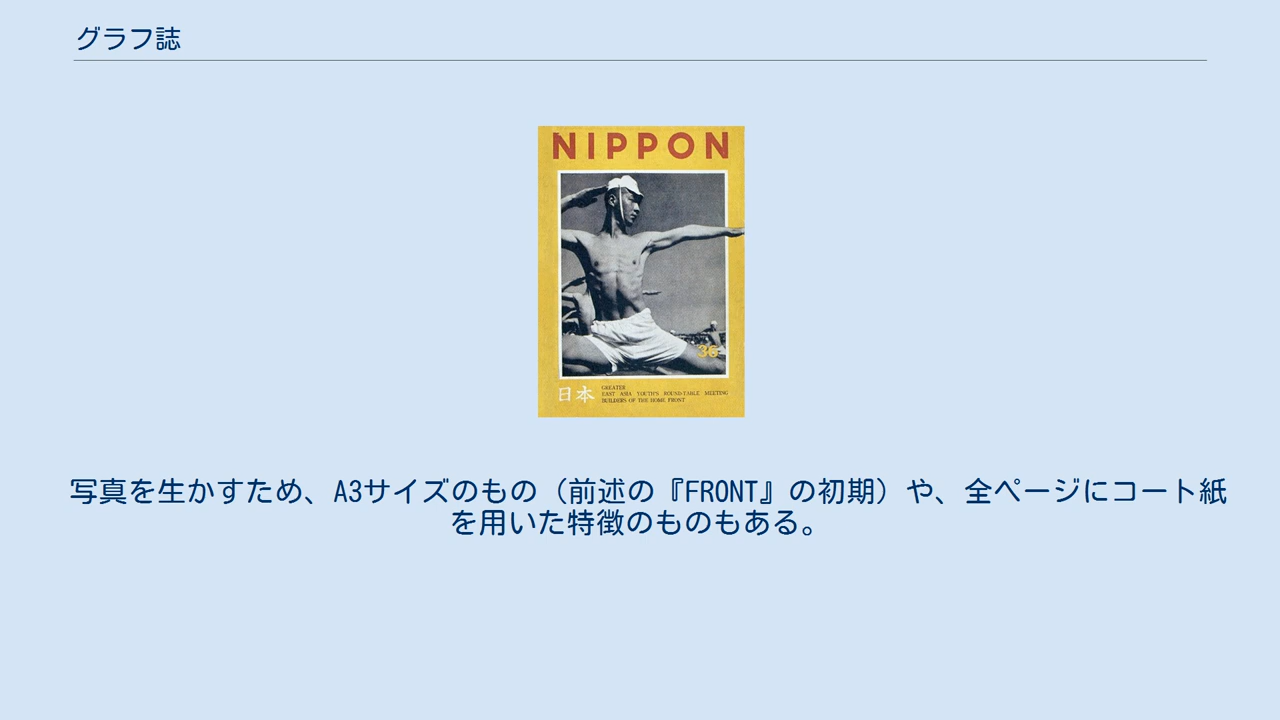 グラフ誌
NIPPON
36
日本
GREATER
EAST ASIA YOUTH'S ROUND-TABLE MEETING
BUILDERS OF THE HOME FRONT
写真を生かすため、A3サイズのもの（前述の『FRONT』の初期）や、全ページにコート紙
を用いた特徴のものもある。